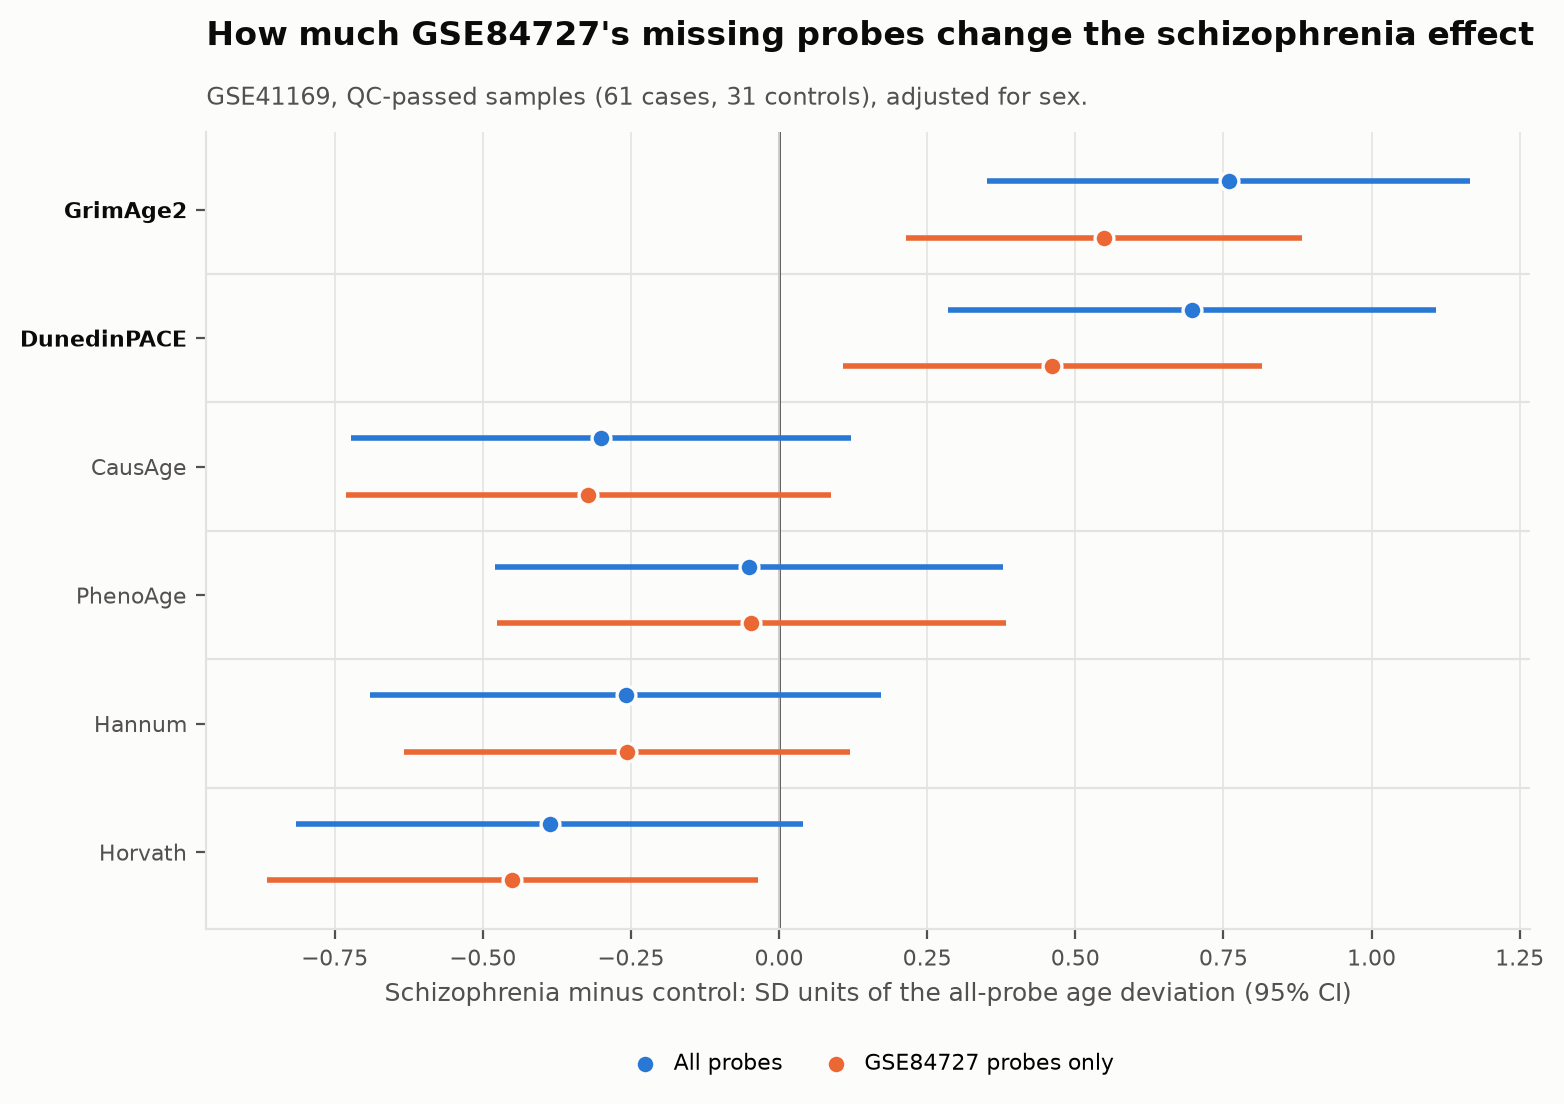 How much GSE84727's missing probes change the schizophrenia effect
GSE41169, QC-passed samples (61 cases, 31 controls), adjusted for sex.
GrimAge2
DunedinPACE
CausAge
PhenoAge
Hannum
Horvath
−0.75 −0.50 −0.25 0.00 0.25 0.50 0.75 1.00 1.25
Schizophrenia minus control: SD units of the all-probe age deviation (95% CI)
All probes GSE84727 probes only